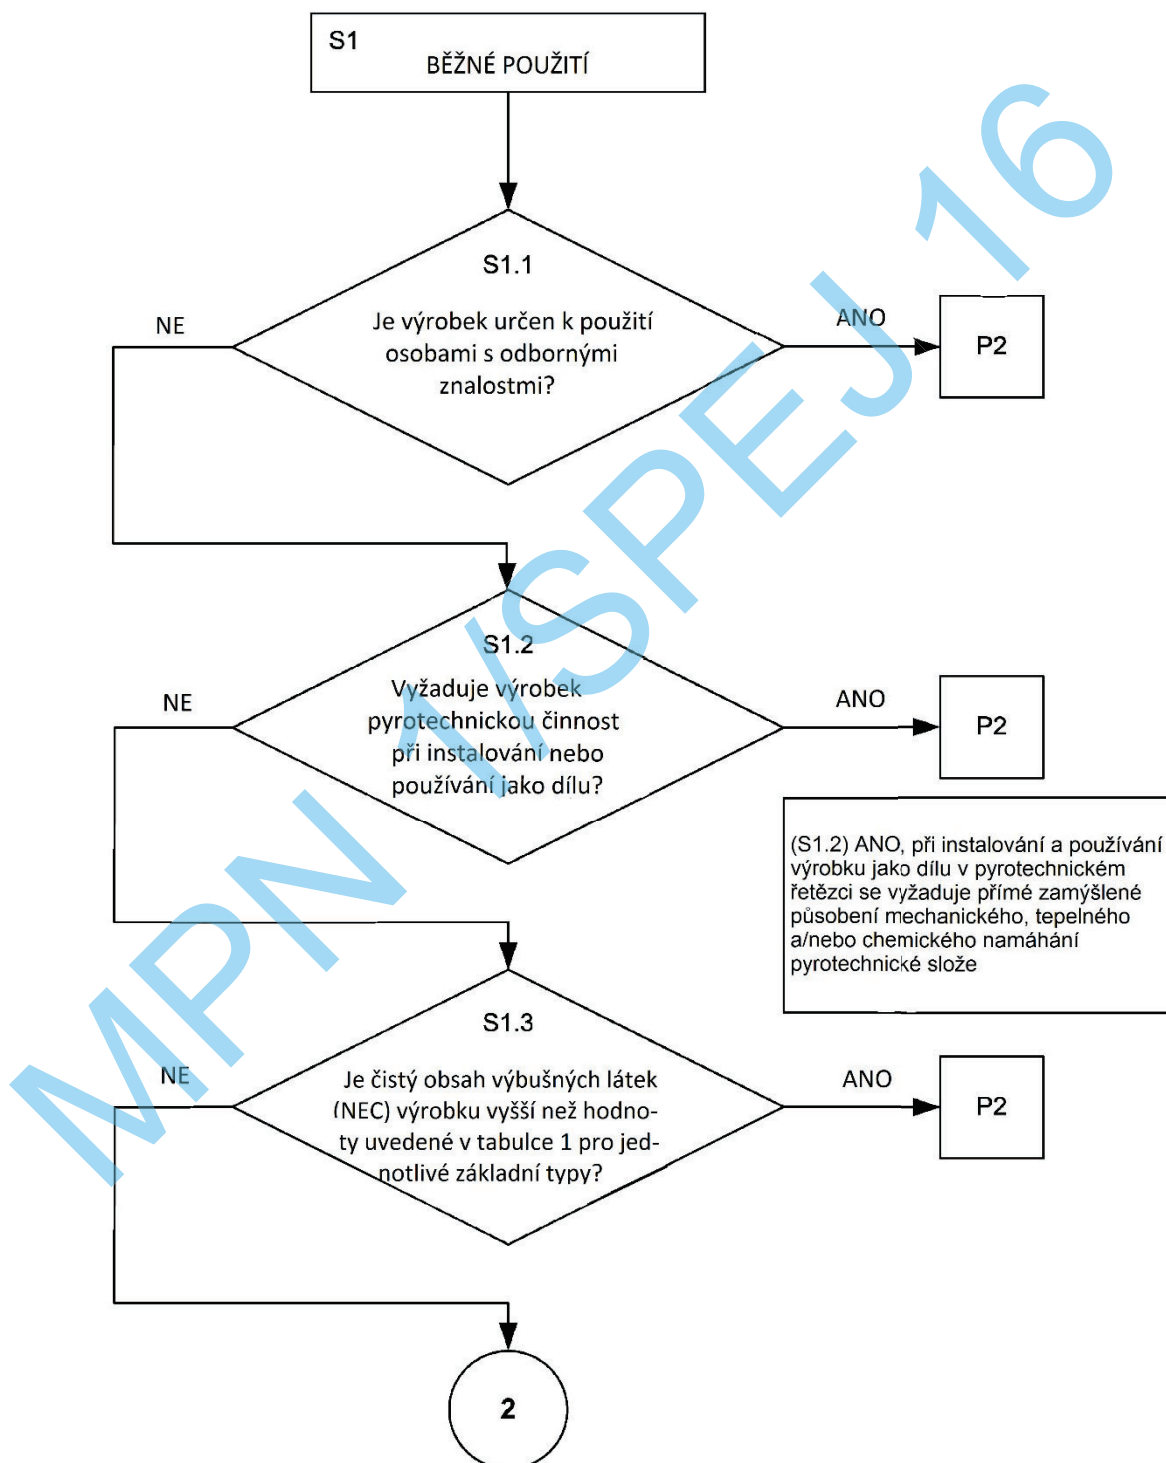 S1
BĚŽNÉ POUŽITÍ
S1.1
Je výrobek určen k použití
osobami s odbornými
znalostmi?
NE
ANO
P2
S1.2
Vyžaduje výrobek
pyrotechnickou činnost
při instalování nebo
používání jako dílu?
NE
ANO
P2
(S1.2) ANO, při instalování a používání
výrobku jako dílu v pyrotechnickém
řetězci se vyžaduje přímé zamýšlené
působení mechanického, tepelného
a/nebo chemického namáhání
pyrotechnické slože
S1.3
Je čistý obsah výbušných látek
(NEC) výrobku vyšší než hodno-
ty uvedené v tabulce 1 pro jed-
notlivé základní typy?
NE
ANO
P2
2
MPN 1/SPEJ 16